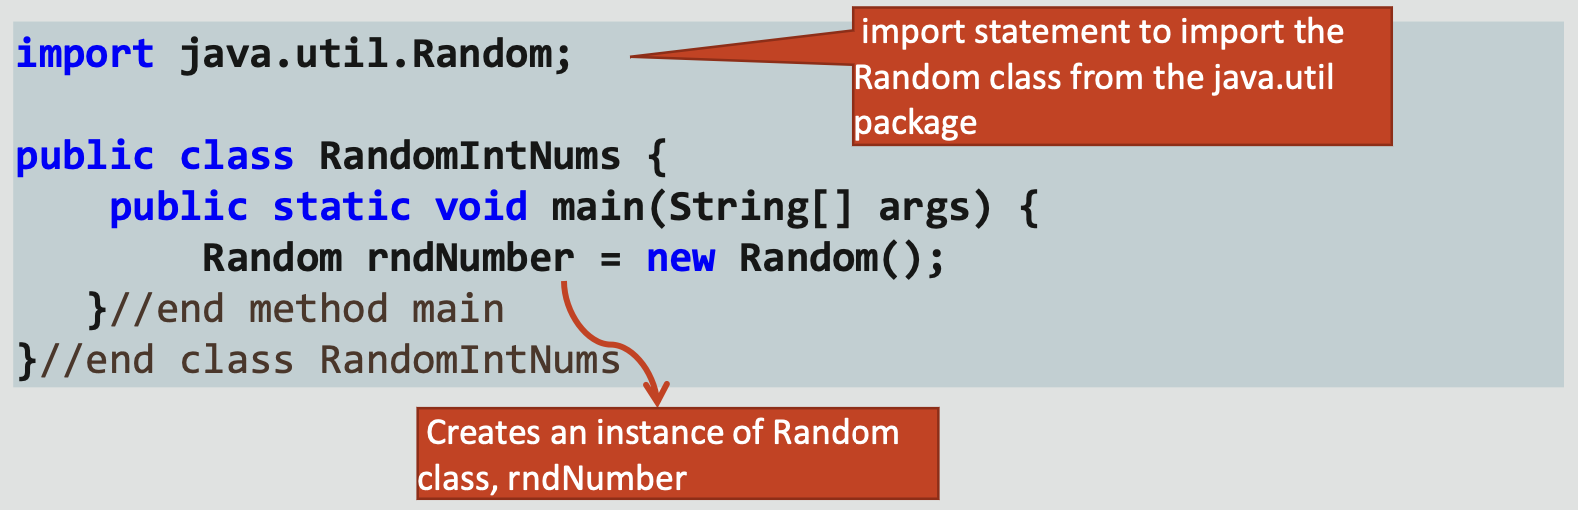 import java.util.Random;
import statement to import the
Random class from the java.util
package
public class RandomIntNums {
public static void main(String[] args) {
Random rndNumber = new Random();
}//end method main
}//end class RandomIntNums
Creates an instance of Random
class, rndNumber